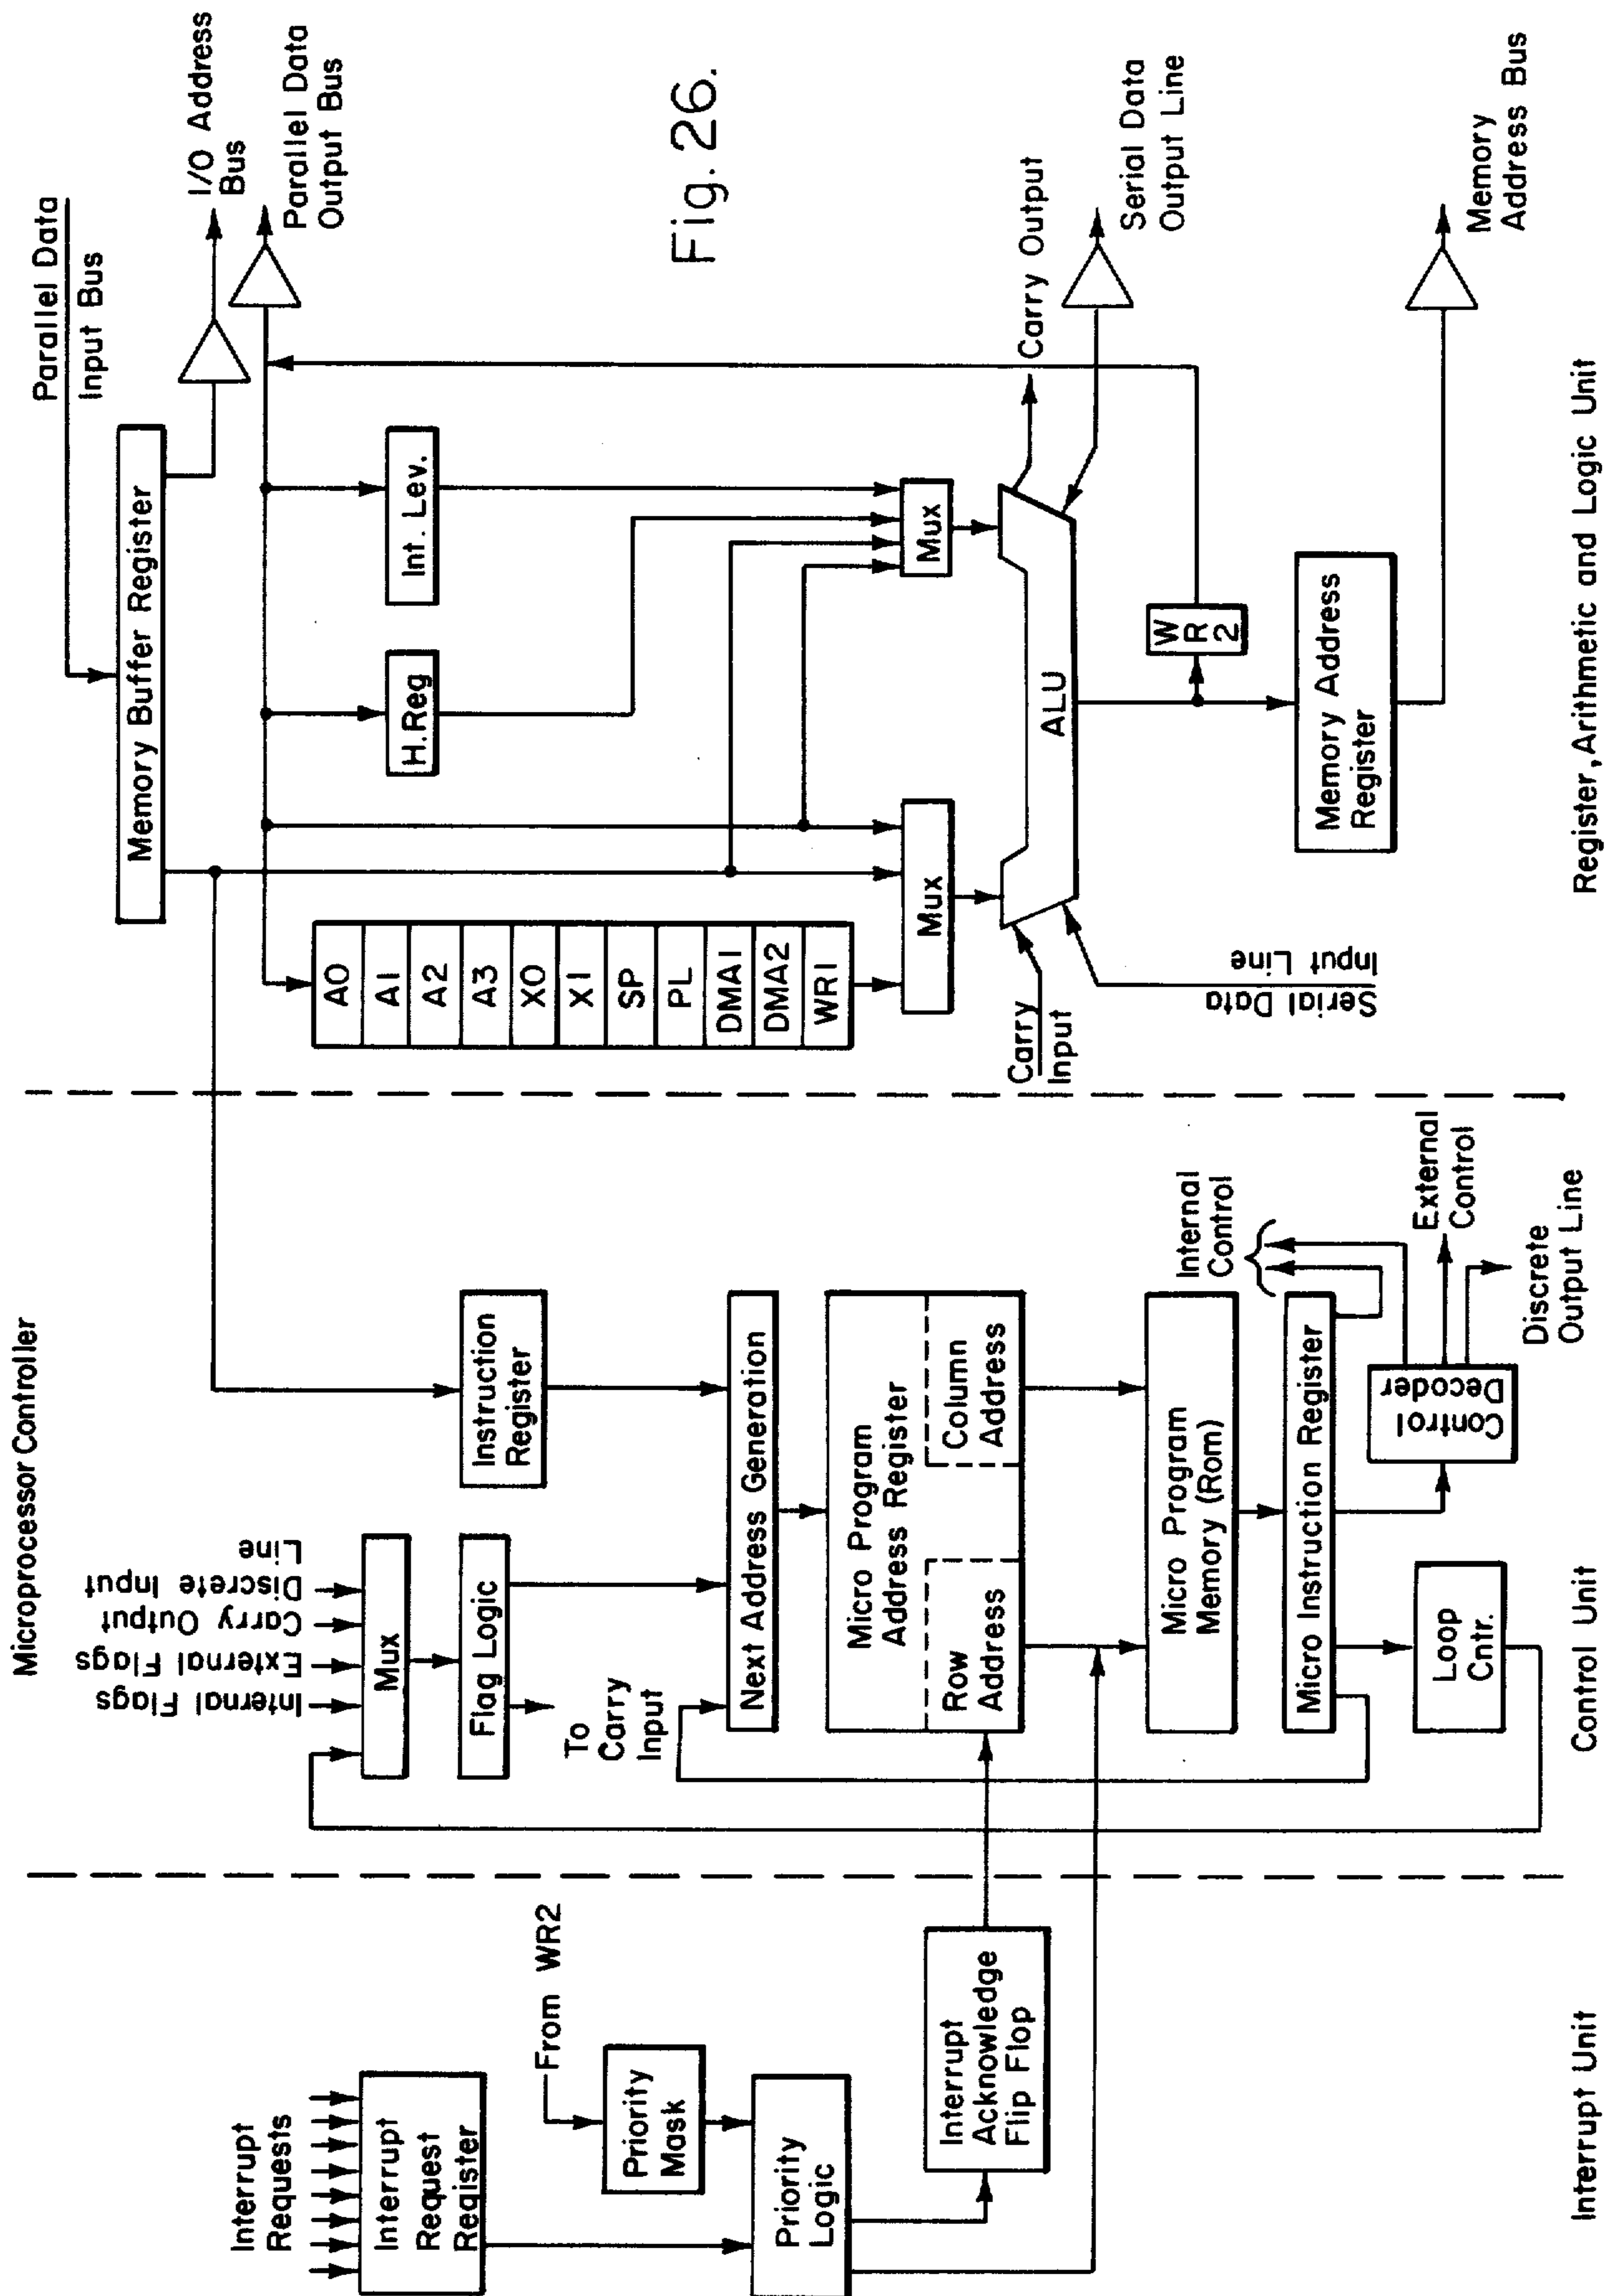 Microprocessor Controller
Fig. 26.
Interrupt
Requests
Interrupt
Request
Register
From WR2
Priority
Mask
Priority
Logic
Interrupt
Acknowledge
Flip Flop
Interrupt Unit
Internal Flags
External Flags
Carry Output
Discrete Input
Line
Mux
Flag Logic
To
Carry
Input
Instruction
Register
Next Address Generation
Micro Program
Address Register
Row
Address
Column
Address
Micro Program
Memory (Rom)
Micro Instruction Register
Loop
Cntr.
Control
Decoder
Internal
Control
External
Control
Discrete
Output Line
Control Unit
Parallel Data
Input Bus
Memory Buffer Register
I/O Address
Bus
Parallel Data
Output Bus
A0
A1
A2
A3
X0
X1
SP
PL
DMA1
DMA2
WR1
H.Reg
Int. Lev.
Mux
Mux
Carry
Input
Serial Data
Input Line
ALU
Carry Output
Serial Data
Output Line
W
R
2
Memory Address
Register
Memory
Address Bus
Register, Arithmetic and Logic Unit